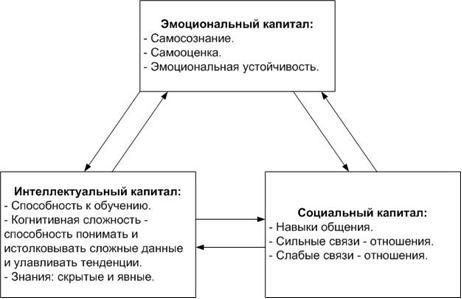 Эмоциональный капитал:
- Самосознание.
- Самооценка.
- Эмоциональная устойчивость.
Интеллектуальный капитал:
- Способность к обучению.
- Когнитивная сложность -
способность понимать и
истолковывать сложные данные
и улавливать тенденции.
- Знания: скрытые и явные.
Социальный капитал:
- Навыки общения.
- Сильные связи - отношения.
- Слабые связи - отношения.